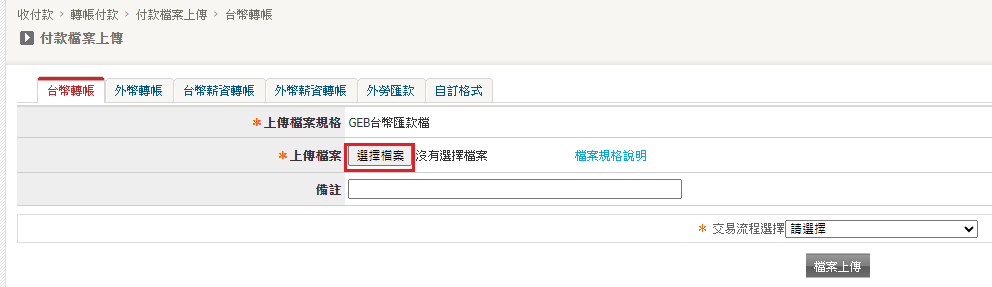 收付款 › 轉帳付款 › 付款檔案上傳 › 台幣轉帳
付款檔案上傳
台幣轉帳 外幣轉帳 台幣薪資轉帳 外幣薪資轉帳 外勞匯款 自訂格式
* 上傳檔案規格 GEB台幣匯款檔
* 上傳檔案 選擇檔案 沒有選擇檔案 檔案規格說明
備註
* 交易流程選擇 請選擇
檔案上傳